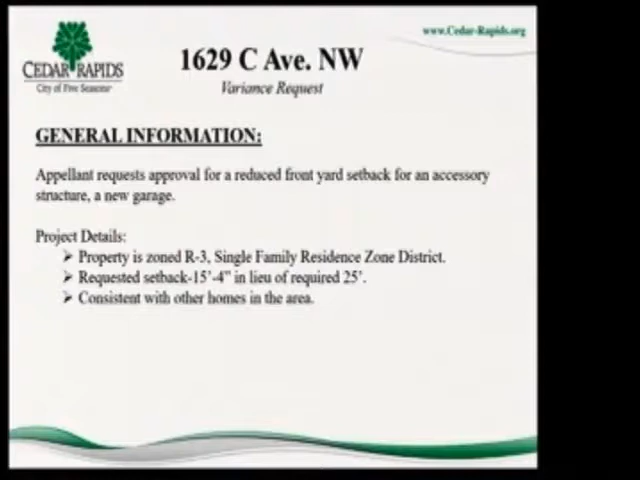 www.Cedar-Rapids.org
CEDAR RAPIDS
City of Five Seasons
1629 C Ave. NW
Variance Request
GENERAL INFORMATION:
Appellant requests approval for a reduced front yard setback for an accessory
structure, a new garage.
Project Details:
➢ Property is zoned R-3, Single Family Residence Zone District.
➢ Requested setback-15’-4” in lieu of required 25’.
➢ Consistent with other homes in the area.